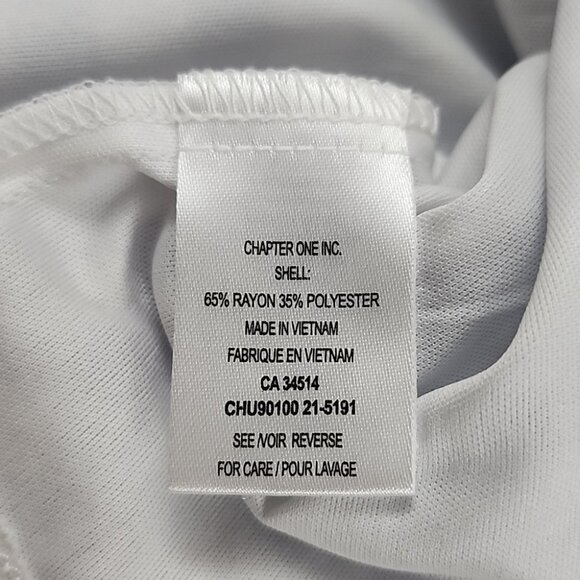 CHAPTER ONE INC.
SHELL:
65% RAYON 35% POLYESTER
MADE IN VIETNAM
FABRIQUE EN VIETNAM
CA 34514
CHU90100 21-5191
SEE /VOIR REVERSE
FOR CARE / POUR LAVAGE